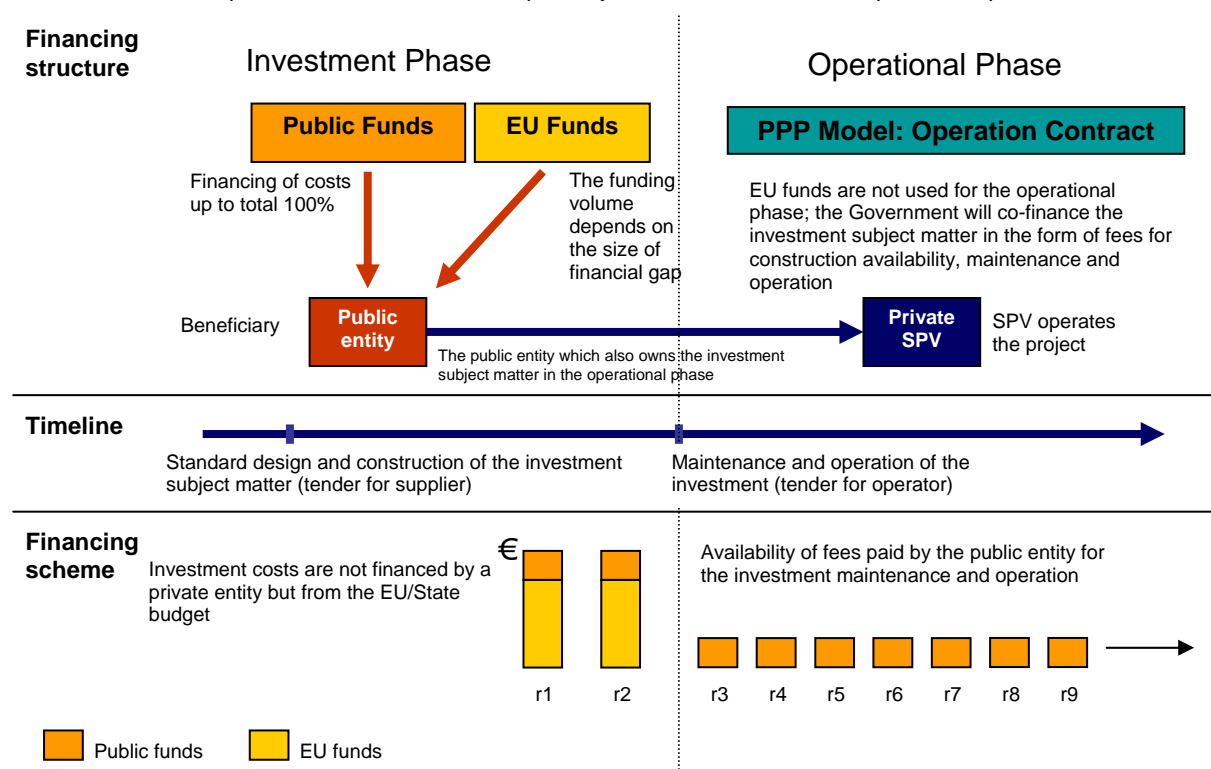 Financing
structure
Investment Phase
Operational Phase
Public Funds
EU Funds
PPP Model: Operation Contract
Financing of costs
up to total 100%
The funding
volume
depends on
the size of
financial gap
EU funds are not used for the operational
phase; the Government will co-finance the
investment subject matter in the form of fees for
construction availability, maintenance and
operation
Beneficiary
Public
entity
Private
SPV
SPV operates
the project
The public entity which also owns the investment
subject matter in the operational phase
Timeline
Standard design and construction of the investment
subject matter (tender for supplier)
Maintenance and operation of the
investment (tender for operator)
Financing
scheme
Investment costs are not financed by a
private entity but from the EU/State
budget
€
Availability of fees paid by the public entity for
the investment maintenance and operation
r1
r2
r3
r4
r5
r6
r7
r8
r9
Public funds
EU funds